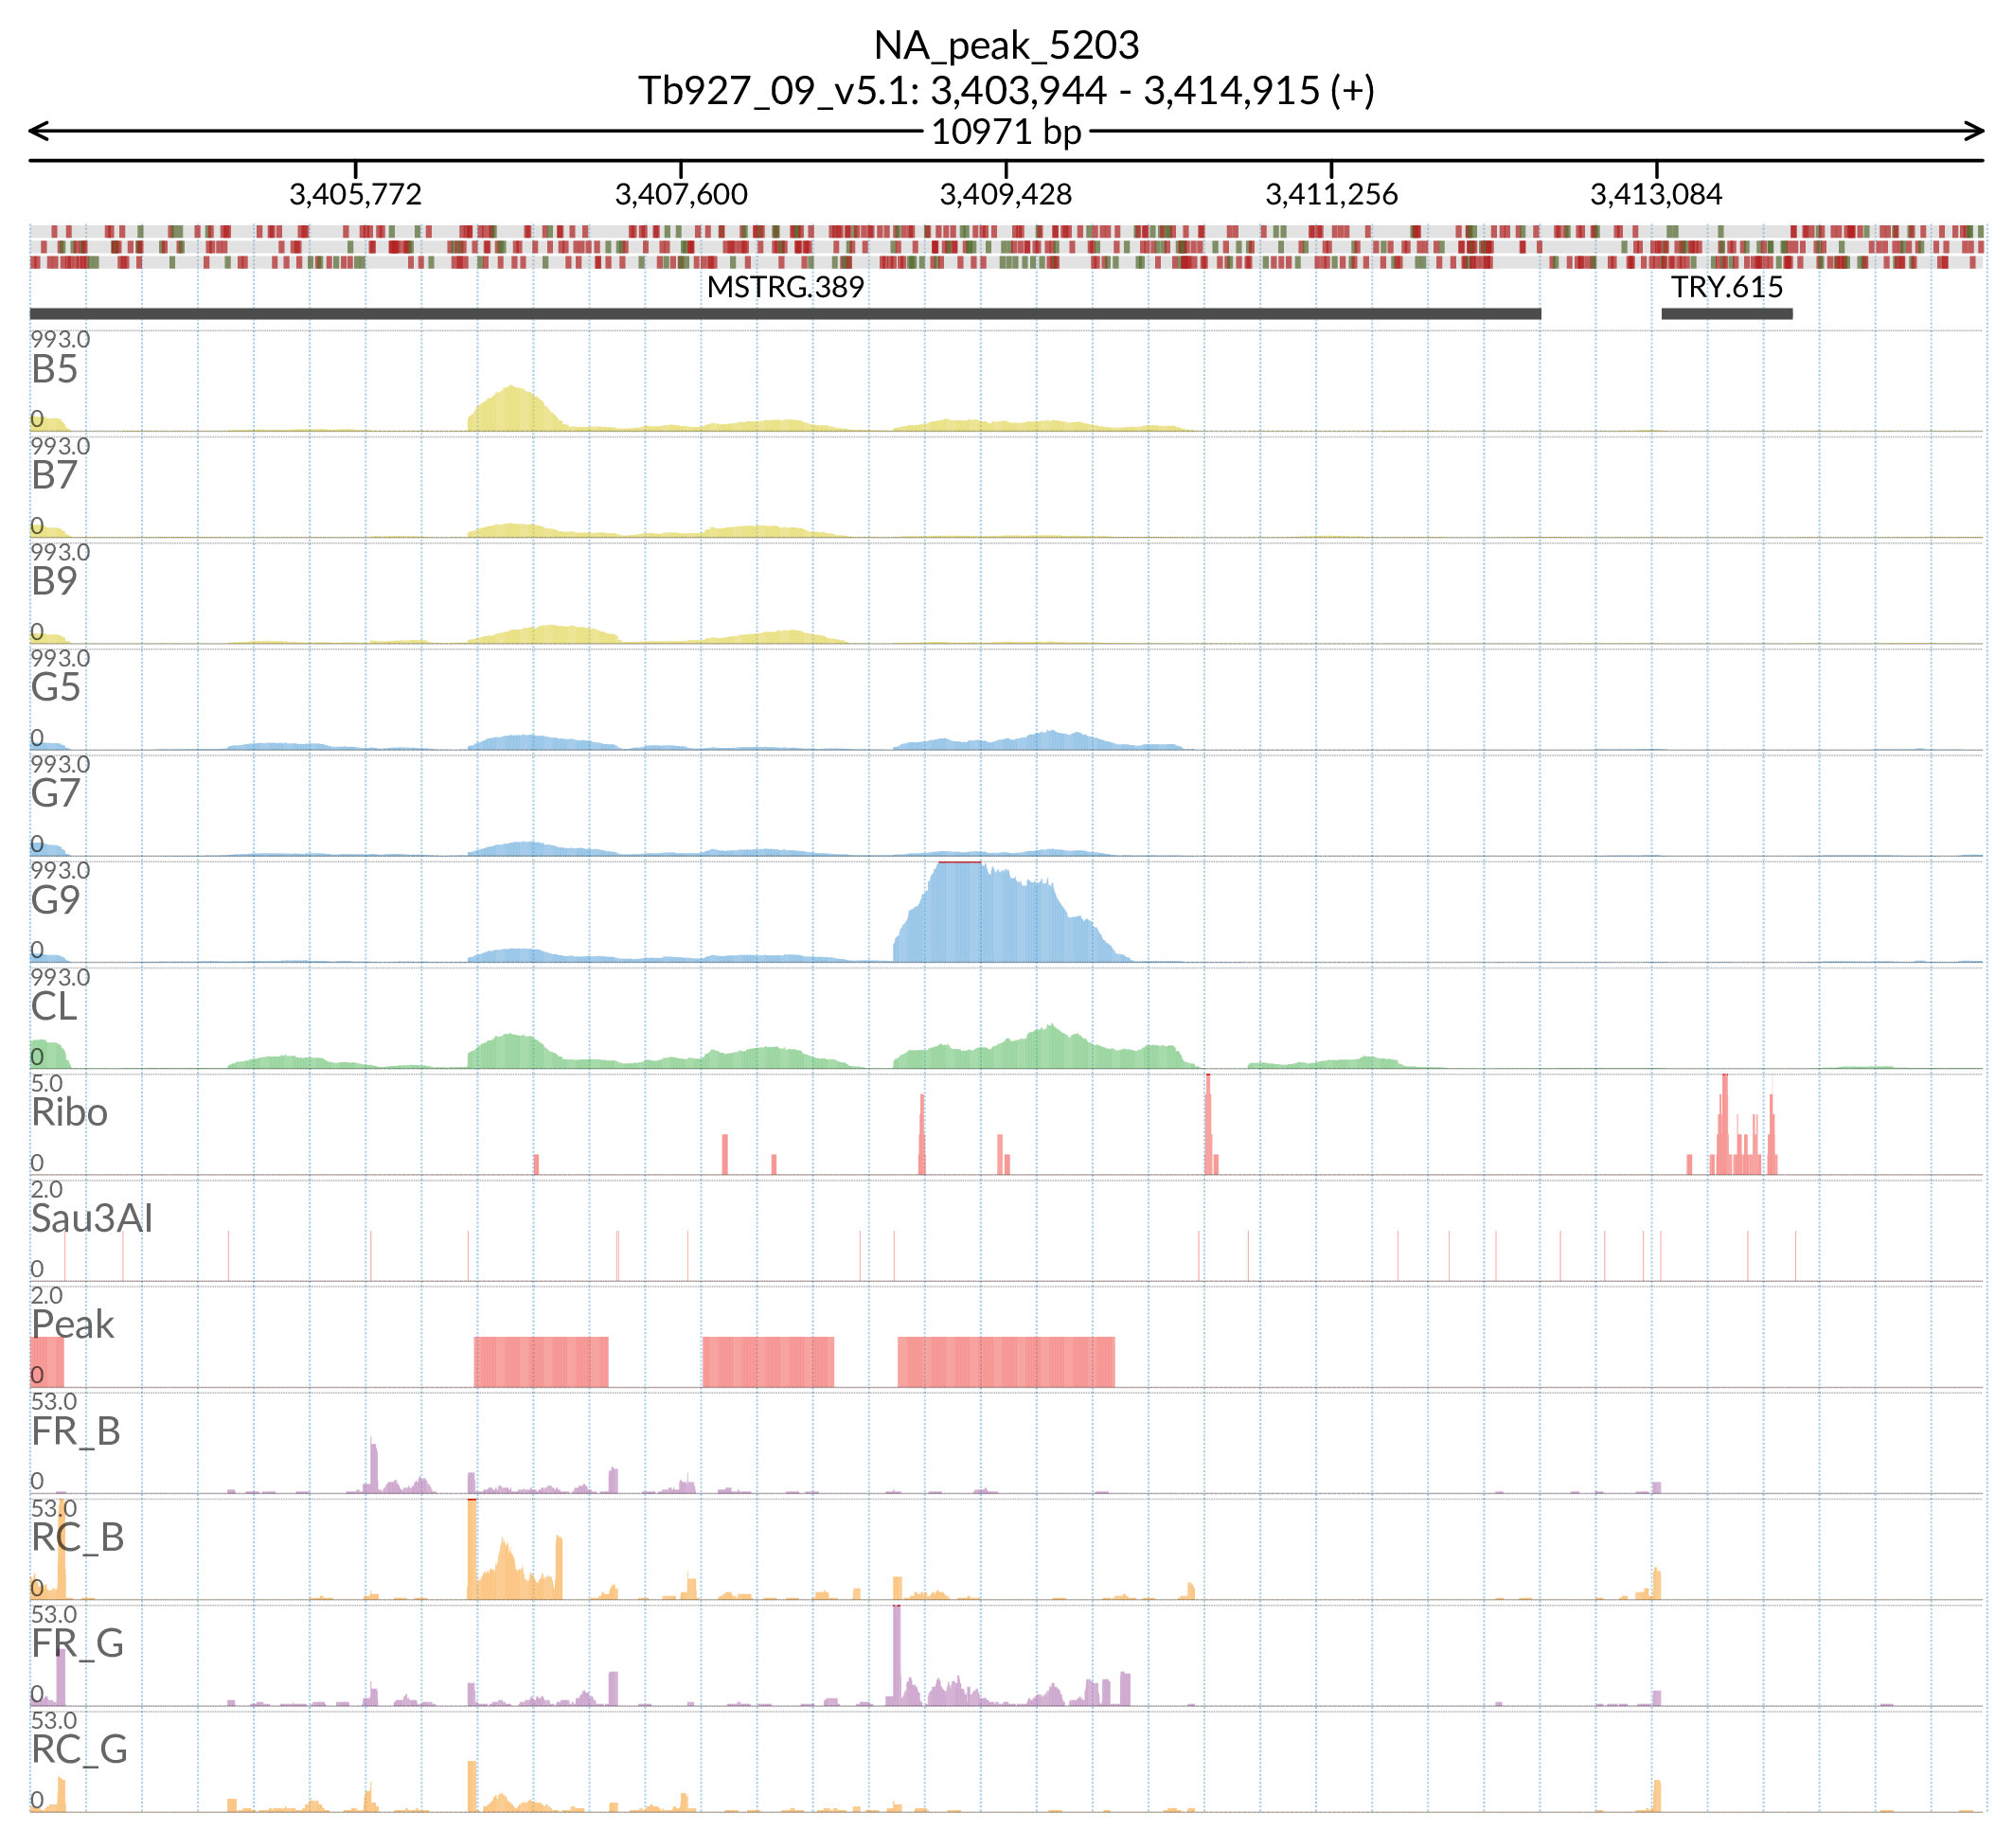 NA_peak_5203
Tb927_09_v5.1: 3,403,944 - 3,414,915 (+)
10971 bp
3,405,772 3,407,600 3,409,428 3,411,256 3,413,084
MSTRG.389 TRY.615
993.0
B5
0
993.0
B7
0
993.0
B9
0
993.0
G5
0
993.0
G7
0
993.0
G9
0
993.0
CL
0
5.0
Ribo
0
2.0
Sau3AI
0
2.0
Peak
0
53.0
FR_B
0
53.0
RC_B
0
53.0
FR_G
0
53.0
RC_G
0